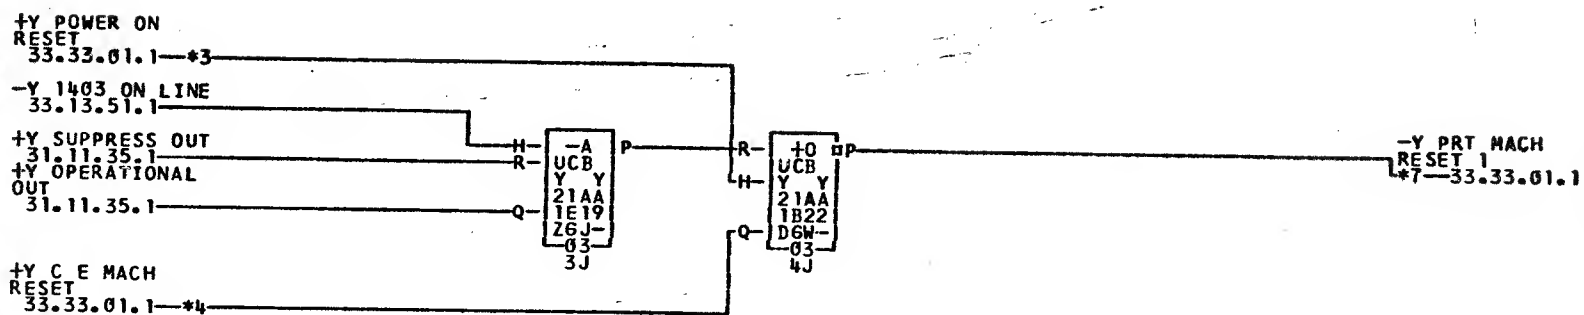 +Y POWER ON
RESET
33.33.01.1—*3
-Y 1403 ON LINE
33.13.51.1
+Y SUPPRESS OUT
31.11.35.1
+Y OPERATIONAL
OUT
31.11.35.1
+Y C E MACH
RESET
33.33.01.1—*4
H
R
Q
-A
UCB
Y Y
21AA
1E19
Z6J-
03
3J
P
R
H
Q
+O
UCB
Y Y
21AA
1B22
D6W-
03
4J
P
-Y PRT MACH
RESET 1
*7—33.33.01.1